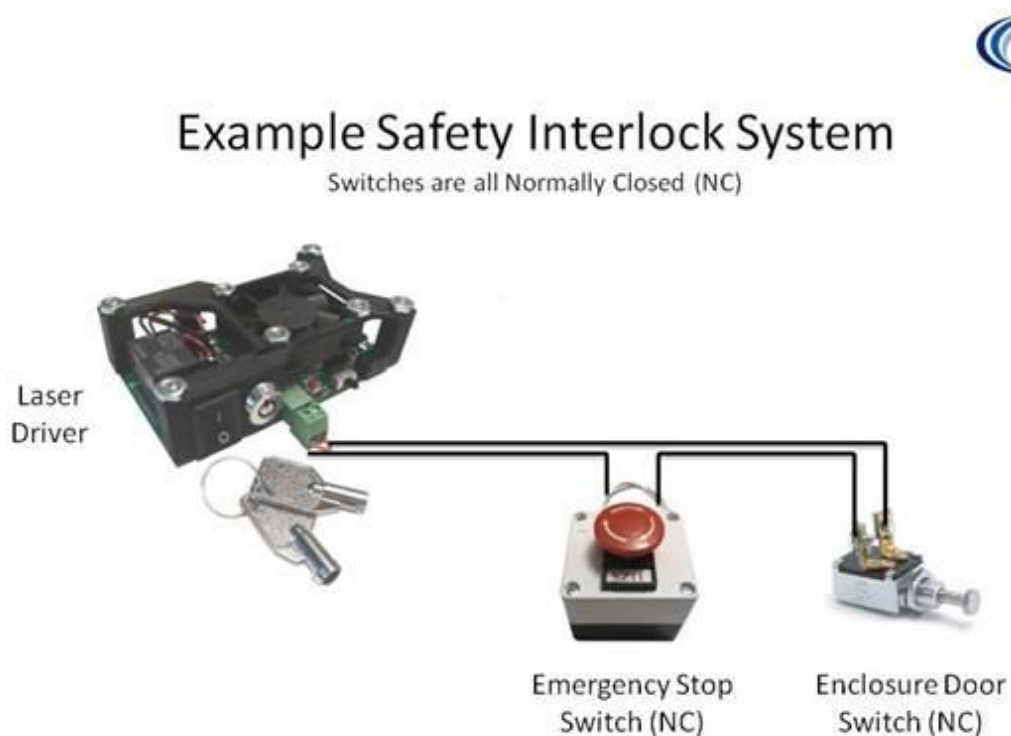 Example Safety Interlock System
Switches are all Normally Closed (NC)
Laser
Driver
Emergency Stop
Switch (NC)
Enclosure Door
Switch (NC)